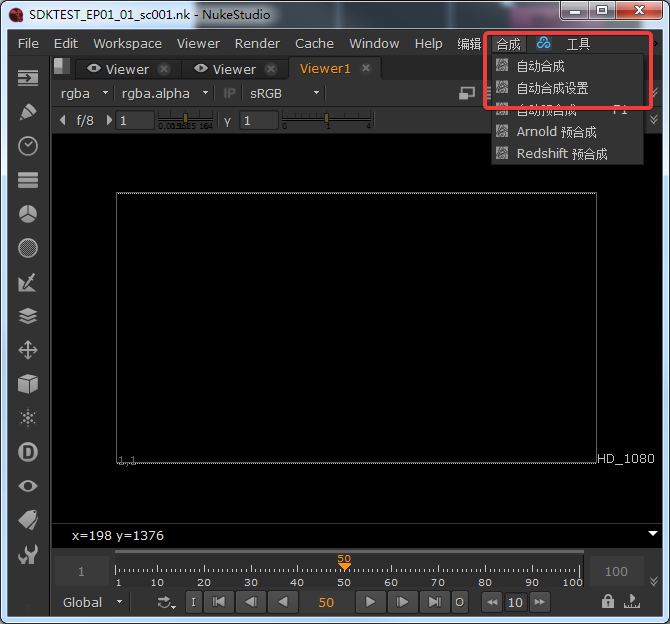 SDKTEST_EP01_01_sc001.nk - NukeStudio
File Edit Workspace Viewer Render Cache Window Help 编辑 合成 工具
Viewer Viewer Viewer1
自动合成
自动合成设置
自动预合成 F1
Arnold 预合成
Redshift 预合成
rgba rgba.alpha IP sRGB
f/8 1 Y 1
1,1
HD_1080
x=198 y=1376
50
1 100
1 10 20 30 40 50 60 70 80 90 100
Global I 50 O 10